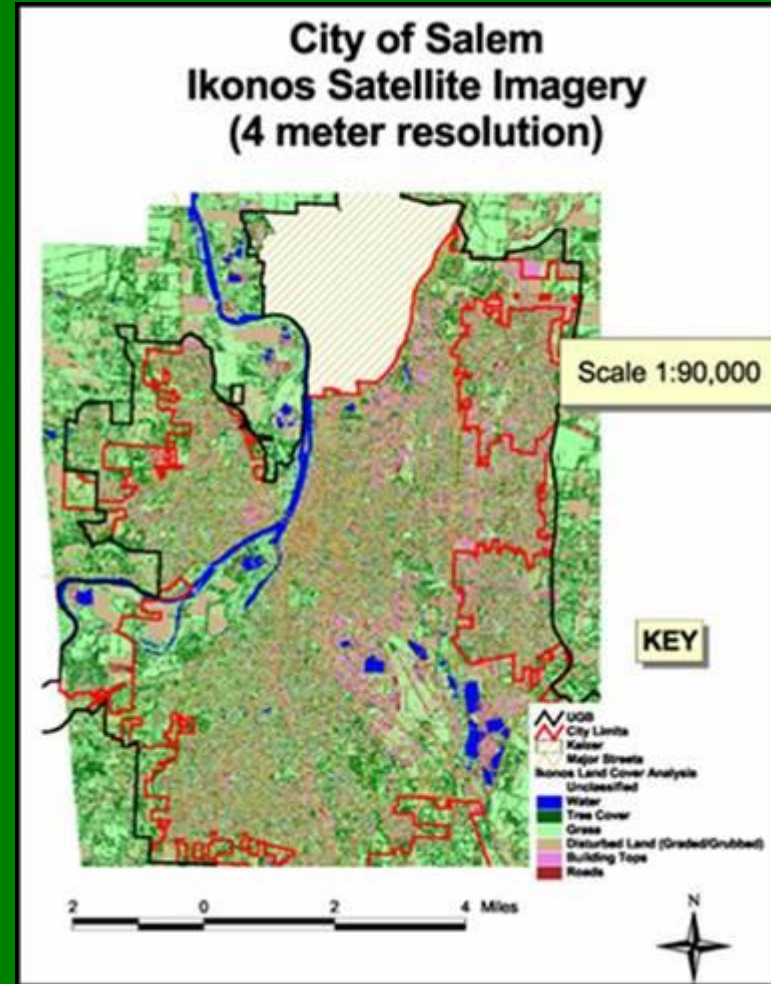 City of Salem
Ikonos Satellite Imagery
(4 meter resolution)
Scale 1:90,000
KEY
UGB
City Limits
Keizer
Major Streets
Ikonos Land Cover Analysis
Unclassified
Water
Tree Cover
Grass
Disturbed Land (Graded/Grubbed)
Building Tops
Roads
2 0 2 4 Miles
N